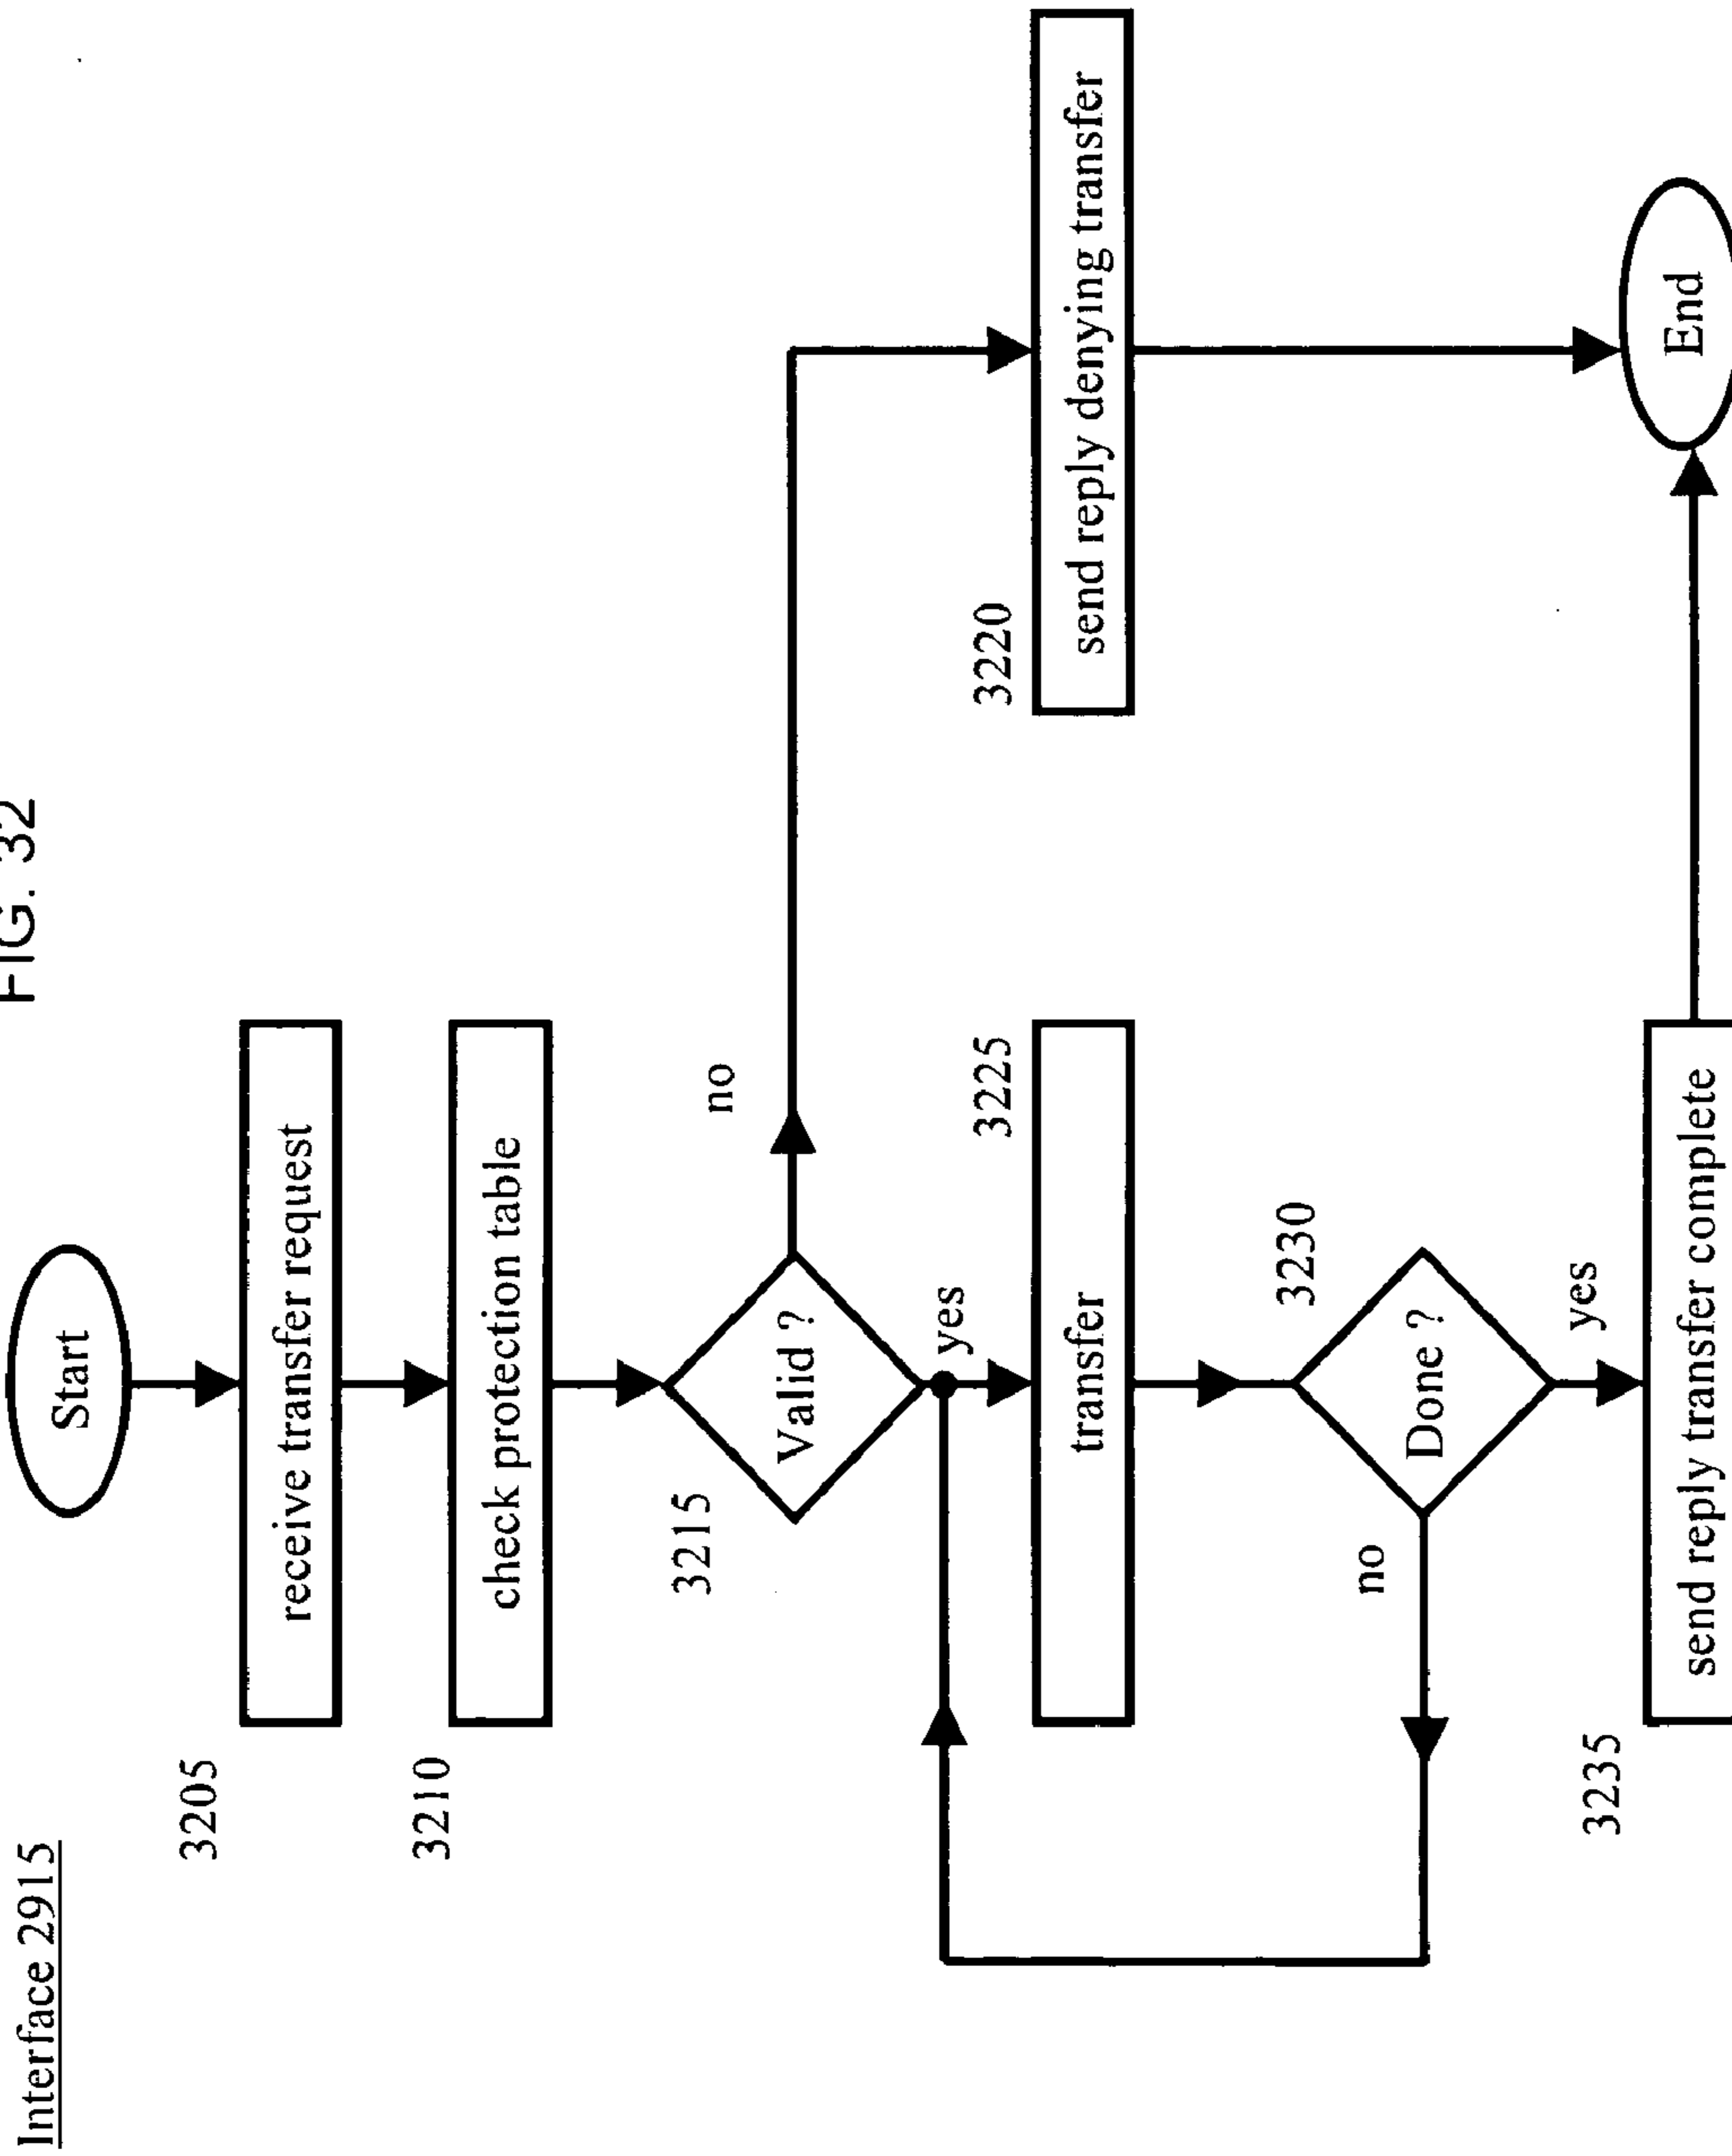 FIG. 32
Interface 2915
Start
3205
receive transfer request
3210
check protection table
3215
Valid ?
no
yes
3220
send reply denying transfer
3225
transfer
3230
Done ?
no
yes
3235
send reply transfer complete
End